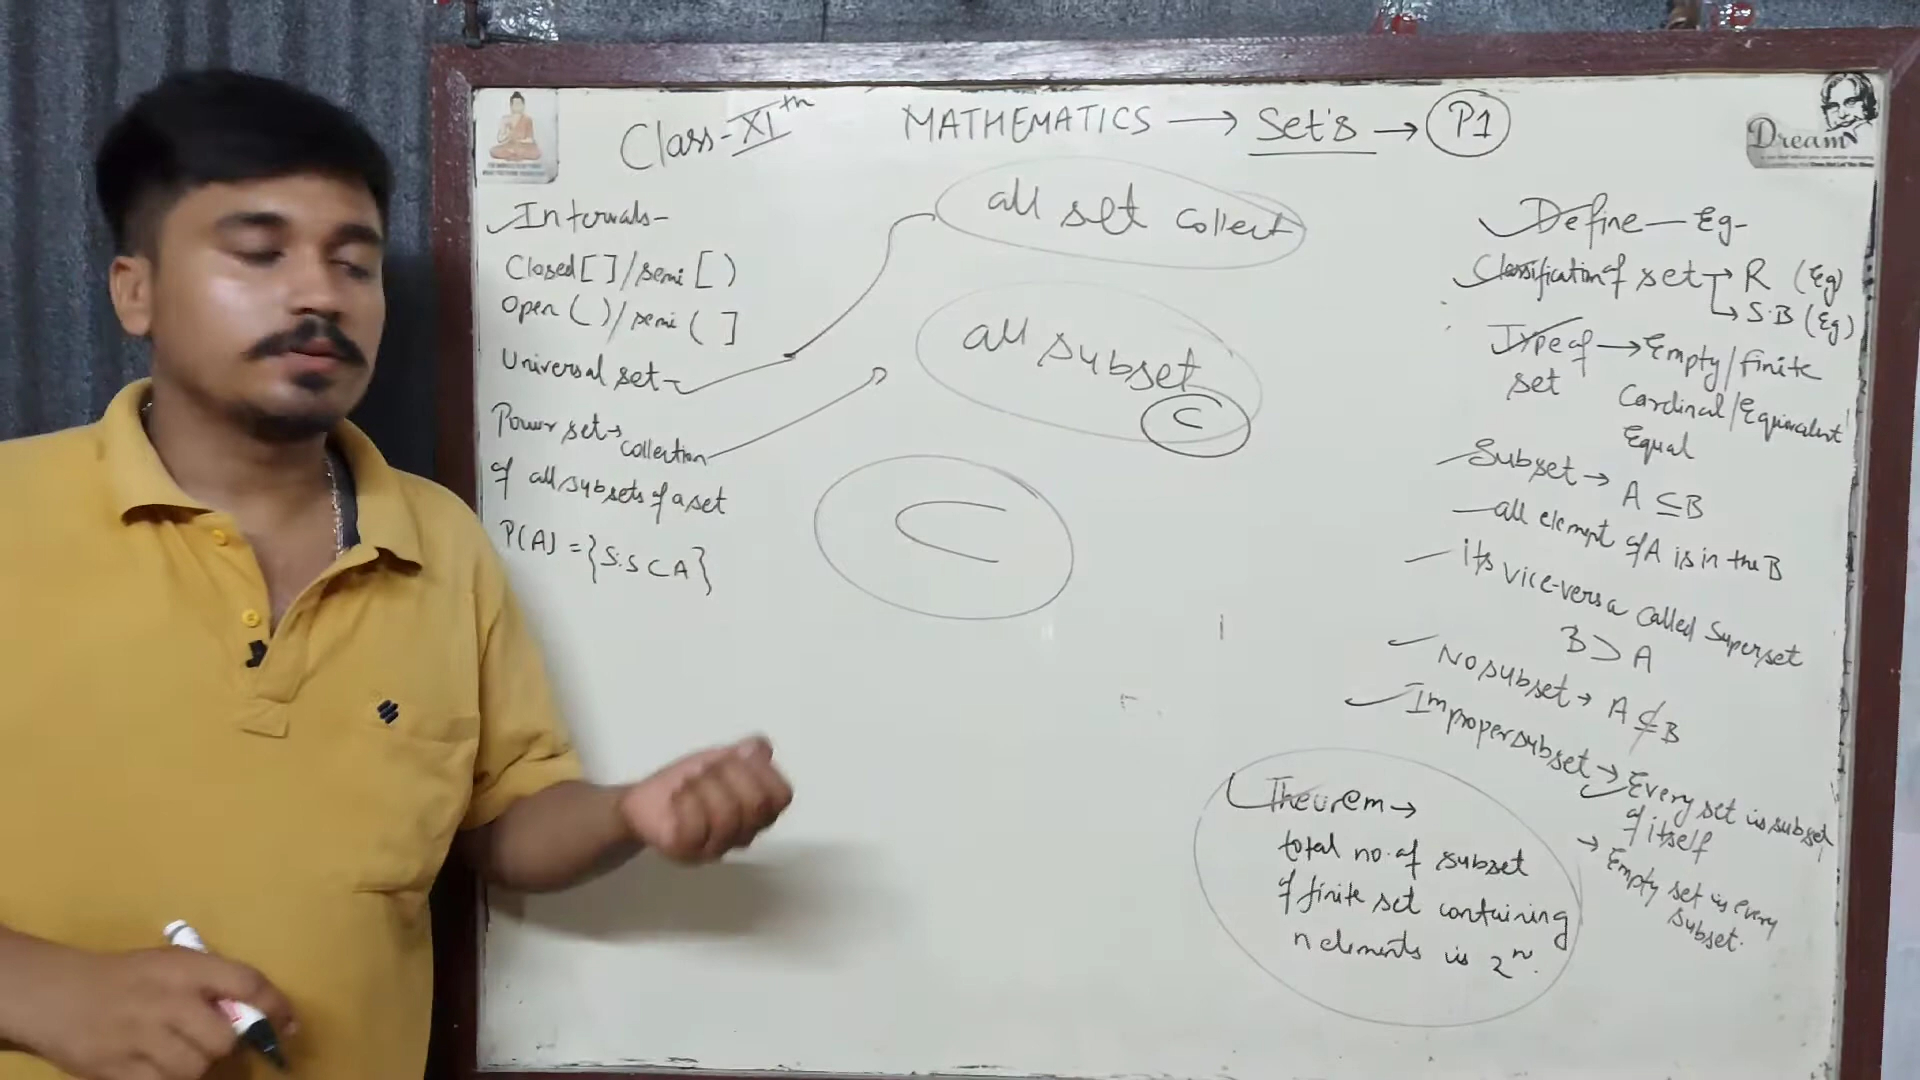 Class-XIth MATHEMATICS → Set's → P1
Intervals-
Closed [ ] / semi [ )
Open ( ) / semi ( ]
Universal set
Power set → collection
of all subsets of a set
P(A) = {S:S⊂A}
all set collect
all subset
⊂
⊂
Dream
Define — Eg-
Classification of set → R (Eg)
→ S.B (Eg)
Type of set → Empty/finite
Cardinal/Equivalent
Equal
Subset → A ⊆ B
all element of A is in the B
its vice-versa called Superset
B ⊃ A
No subset → A ⊈ B
Improper subset → Every set is subset
of itself
→ Empty set is every
subset.
Theorem →
total no. of subset
of finite set containing
n elements is 2ⁿ.